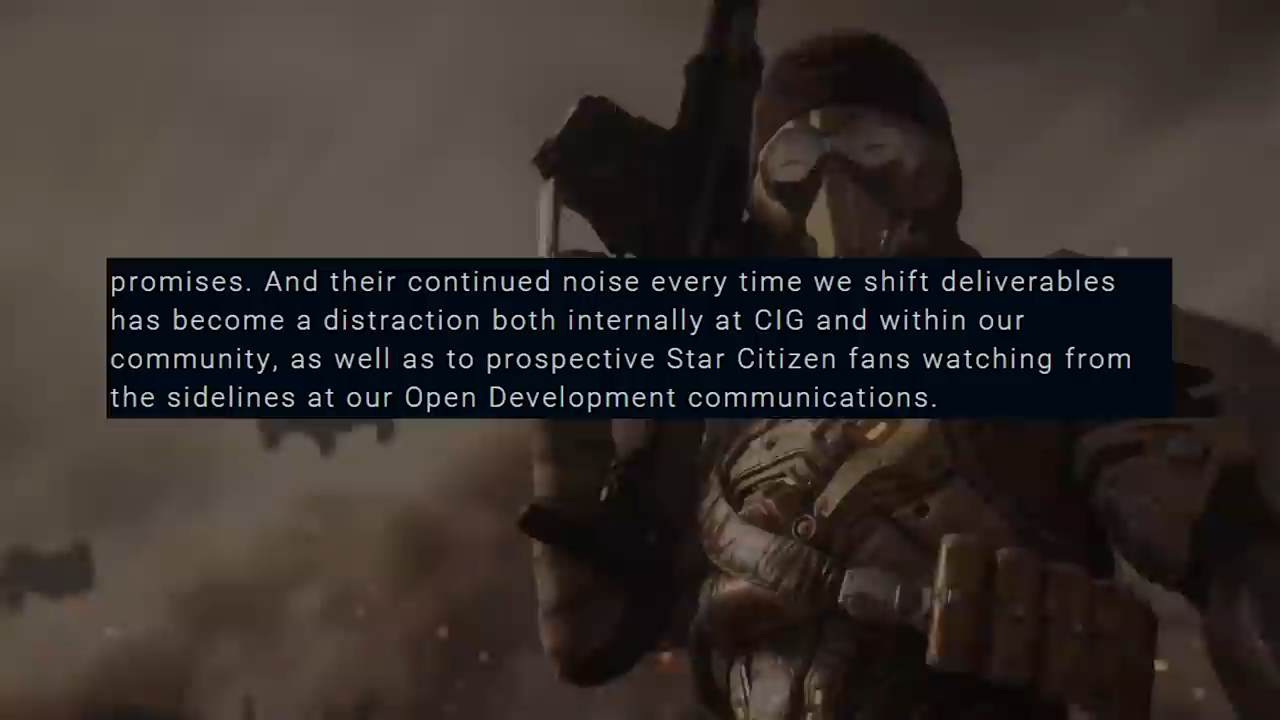 promises. And their continued noise every time we shift deliverables
has become a distraction both internally at CIG and within our
community, as well as to prospective Star Citizen fans watching from
the sidelines at our Open Development communications.